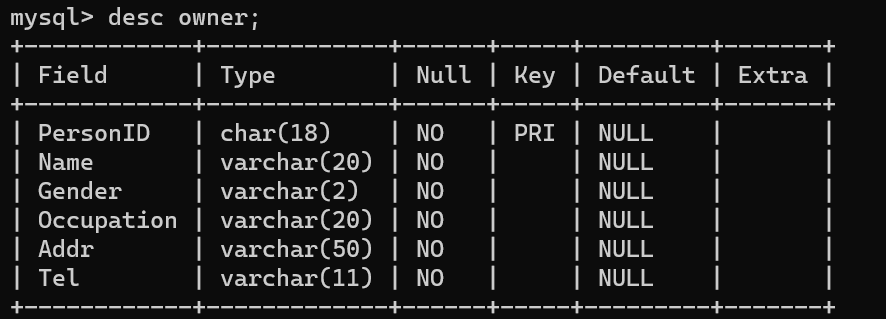 mysql> desc owner;
+------------+-------------+------+-----+---------+-------+
| Field      | Type        | Null | Key | Default | Extra |
+------------+-------------+------+-----+---------+-------+
| PersonID   | char(18)    | NO   | PRI | NULL    |       |
| Name       | varchar(20) | NO   |     | NULL    |       |
| Gender     | varchar(2)  | NO   |     | NULL    |       |
| Occupation | varchar(20) | NO   |     | NULL    |       |
| Addr       | varchar(50) | NO   |     | NULL    |       |
| Tel        | varchar(11) | NO   |     | NULL    |       |
+------------+-------------+------+-----+---------+-------+